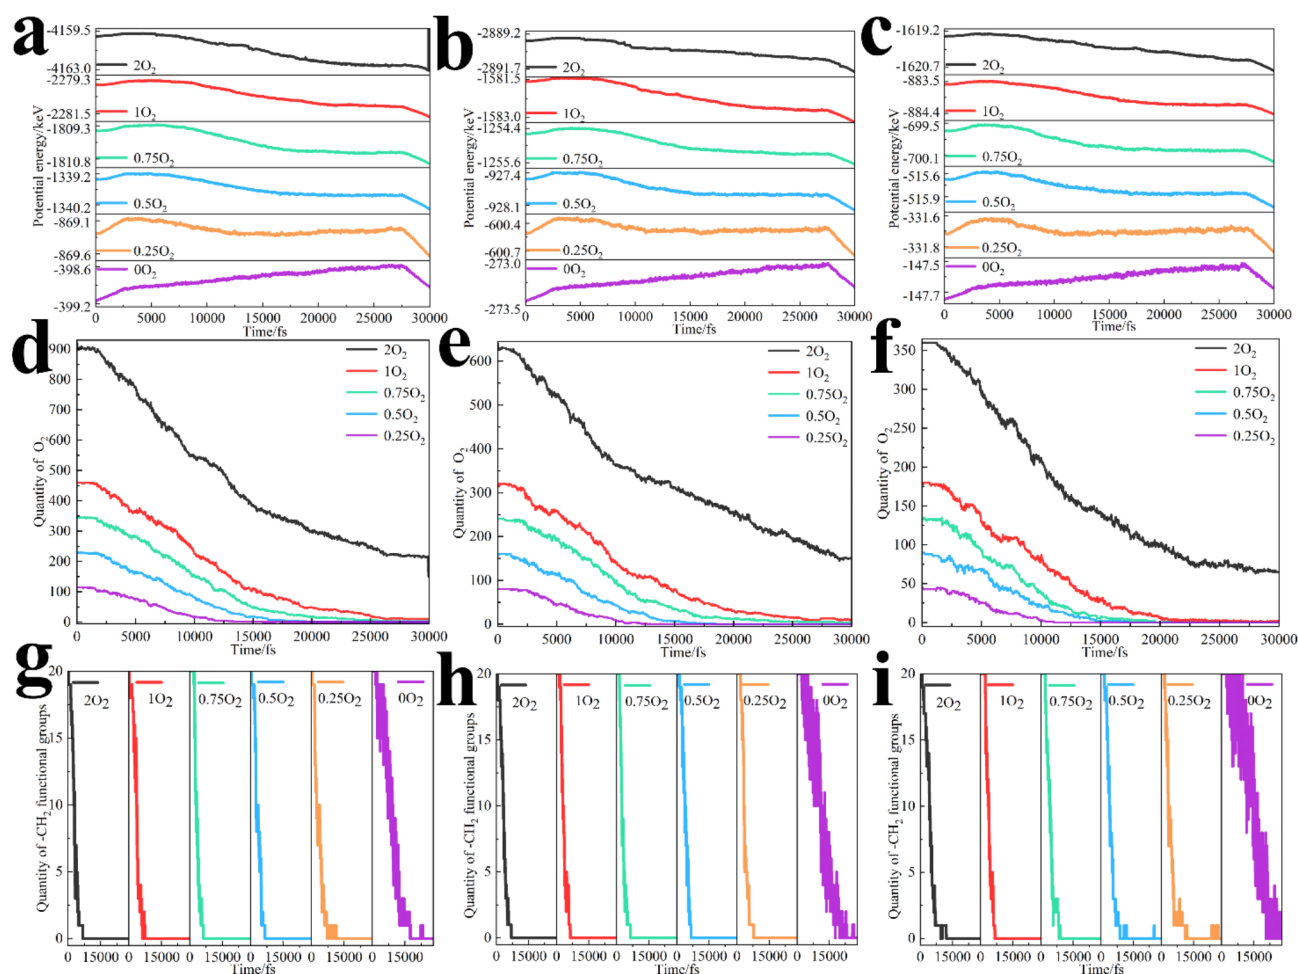 a
-4159.5
-4163.0
2O₂
-2279.3
-2281.5
1O₂
-1809.3
-1810.8
0.75O₂
-1339.2
-1340.2
0.5O₂
-869.1
-869.6
0.25O₂
-398.6
-399.2
0O₂
Potential energy/keV
0 5000 10000 15000 20000 25000 30000
Time/fs
b
-2889.2
-2891.7
2O₂
-1581.5
-1583.0
1O₂
-1254.4
-1255.6
0.75O₂
-927.4
-928.1
0.5O₂
-600.4
-600.7
0.25O₂
-273.0
-273.5
0O₂
Potential energy/keV
0 5000 10000 15000 20000 25000 30000
Time/fs
c
-1619.2
-1620.7
2O₂
-883.5
-884.4
1O₂
-699.5
-700.1
0.75O₂
-515.6
-515.9
0.5O₂
-331.6
-331.8
0.25O₂
-147.5
-147.7
0O₂
Potential energy/keV
0 5000 10000 15000 20000 25000 30000
Time/fs
d
900
800
700
600
500
400
300
200
100
0
Quantity of O₂
2O₂
1O₂
0.75O₂
0.5O₂
0.25O₂
0 5000 10000 15000 20000 25000 30000
Time/fs
e
600
500
400
300
200
100
0
Quantity of O₂
2O₂
1O₂
0.75O₂
0.5O₂
0.25O₂
0 5000 10000 15000 20000 25000 30000
Time/fs
f
350
300
250
200
150
100
50
0
Quantity of O₂
2O₂
1O₂
0.75O₂
0.5O₂
0.25O₂
0 5000 10000 15000 20000 25000 30000
Time/fs
g
20
15
10
5
0
Quantity of -CH₂ functional groups
2O₂ 1O₂ 0.75O₂ 0.5O₂ 0.25O₂ 0O₂
0 15000 0 15000 0 15000 0 15000 0 15000 0 15000
Time/fs
h
20
15
10
5
0
Quantity of -CH₂ functional groups
2O₂ 1O₂ 0.75O₂ 0.5O₂ 0.25O₂ 0O₂
0 15000 0 15000 0 15000 0 15000 0 15000 0 15000
Time/fs
i
20
15
10
5
0
Quantity of -CH₂ functional groups
2O₂ 1O₂ 0.75O₂ 0.5O₂ 0.25O₂ 0O₂
0 15000 0 15000 0 15000 0 15000 0 15000 0 15000
Time/fs